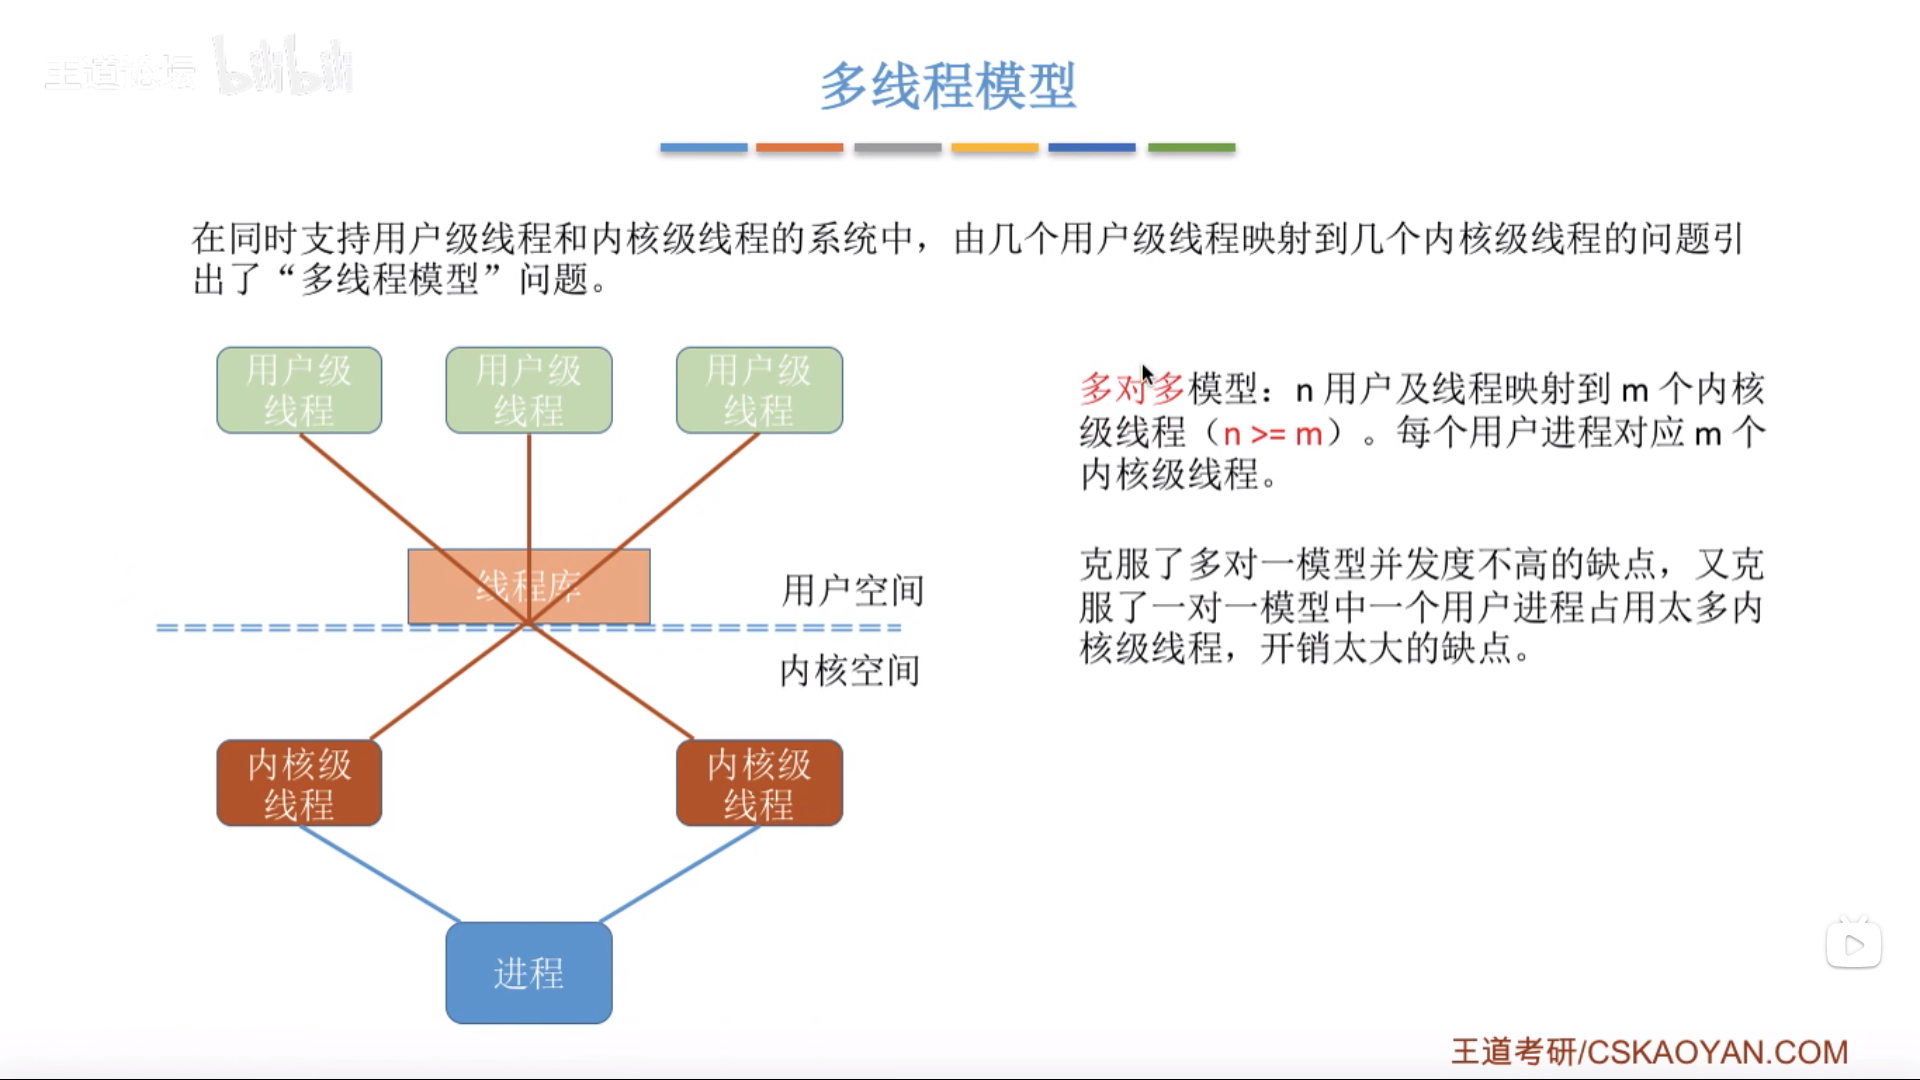 王道论坛 bilibili
多线程模型
在同时支持用户级线程和内核级线程的系统中，由几个用户级线程映射到几个内核级线程的问题引
出了“多线程模型”问题。
用户级
线程
用户级
线程
用户级
线程
多对多模型：n 用户及线程映射到 m 个内核
级线程（n >= m）。每个用户进程对应 m 个
内核级线程。
克服了多对一模型并发度不高的缺点，又克
服了一对一模型中一个用户进程占用太多内
核级线程，开销太大的缺点。
线程库
用户空间
内核空间
内核级
线程
内核级
线程
进程
王道考研/CSKAOYAN.COM